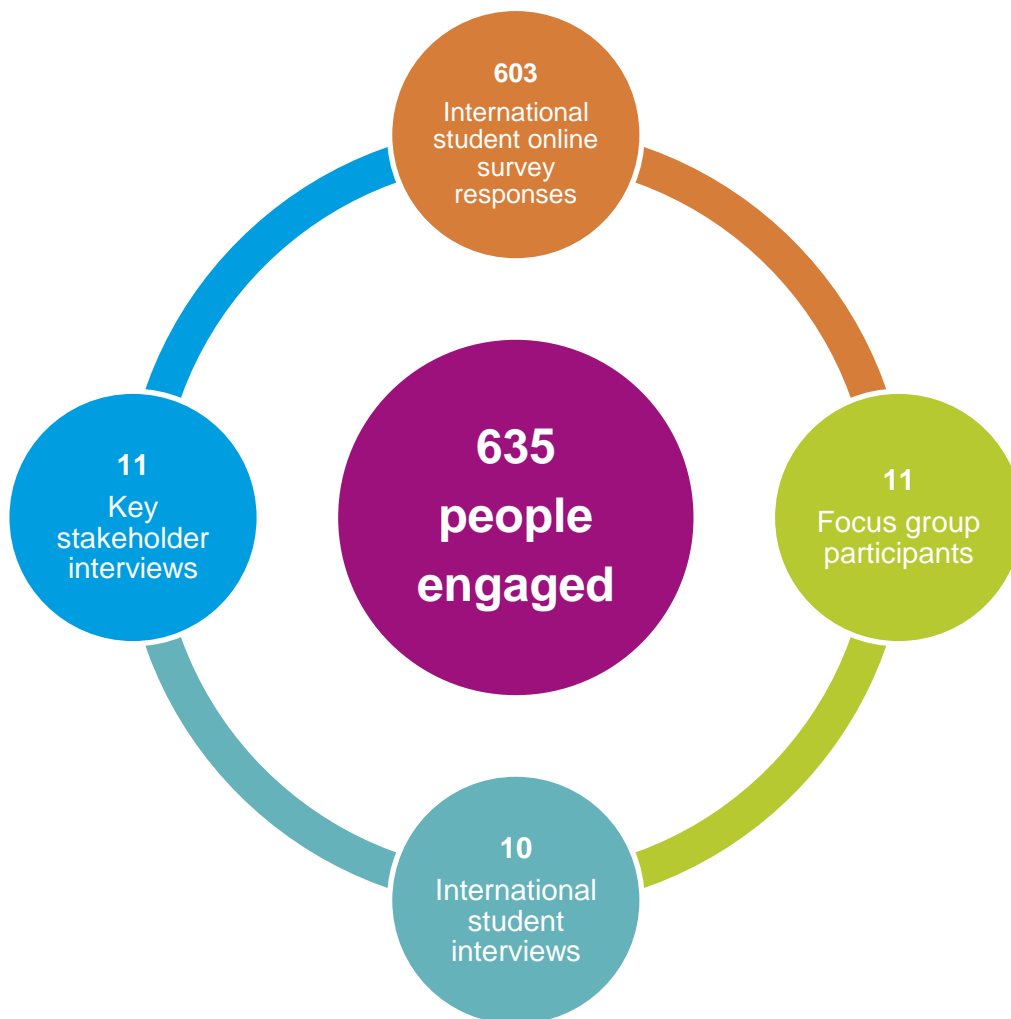 603
International
student online
survey
responses
635
people
engaged
11
Key
stakeholder
interviews
11
Focus group
participants
10
International
student
interviews